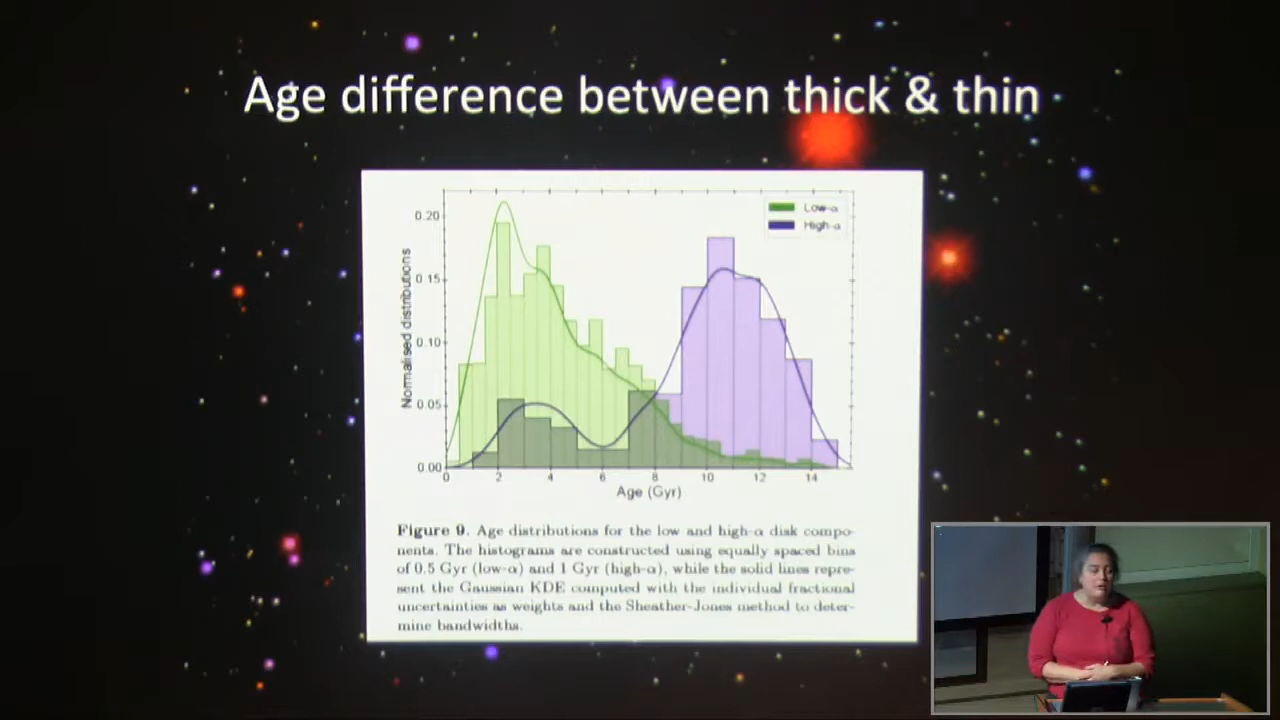 Age difference between thick & thin
Low-α
High-α
Normalised distributions
0.20
0.15
0.10
0.05
0.00
0 2 4 6 8 10 12 14
Age (Gyr)
Figure 9. Age distributions for the low and high-α disk compo-
nents. The histograms are constructed using equally spaced bins
of 0.5 Gyr (low-α) and 1 Gyr (high-α), while the solid lines repre-
sent the Gaussian KDE computed with the individual fractional
uncertainties as weights and the Sheather-Jones method to deter-
mine bandwidths.